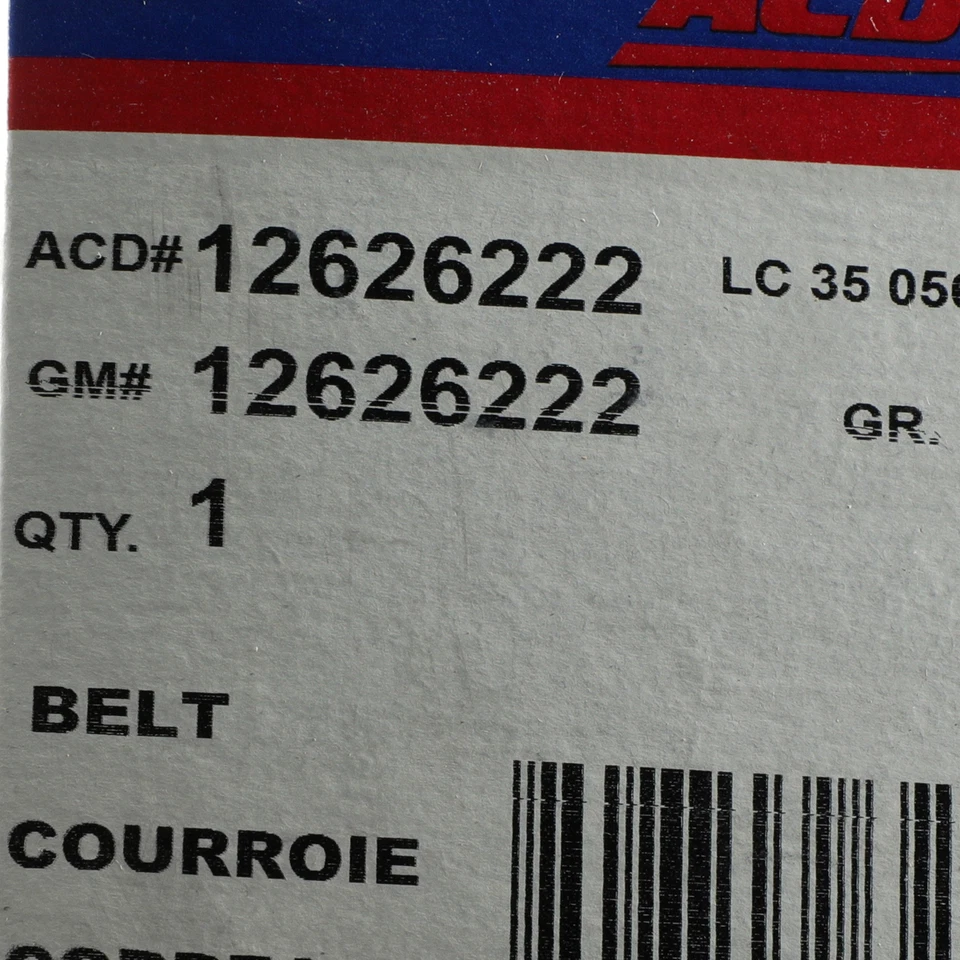 ACD# 12626222 LC 35
GM# 12626222 GR.
QTY. 1
BELT
COURROIE